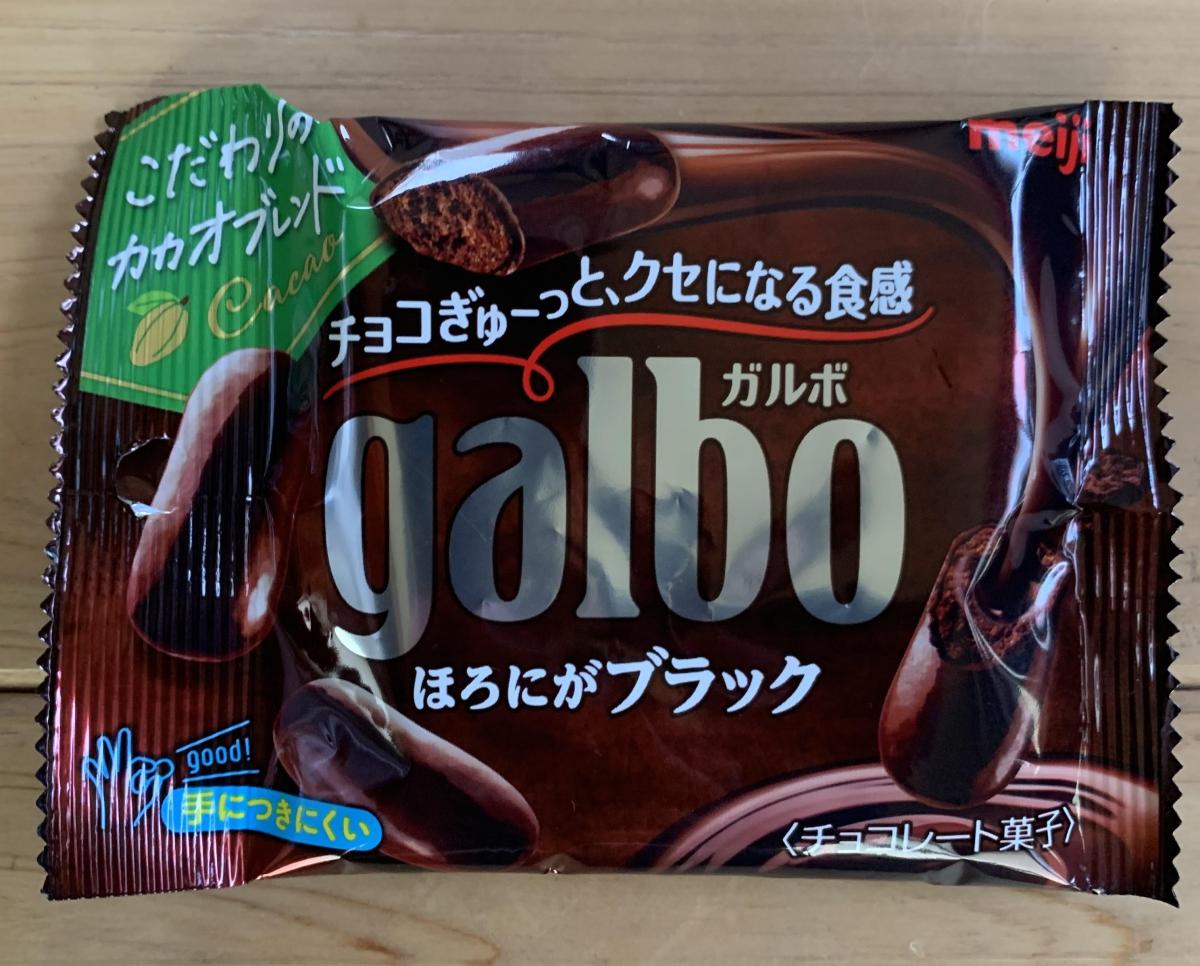 こだわりの
カカオブレンド
Cacao
meiji
チョコぎゅーっと、クセになる食感
ガルボ
galbo
ほろにがブラック
good!
手につきにくい
〈チョコレート菓子〉